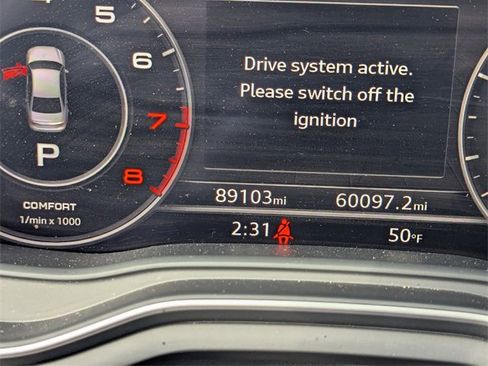 5
6
7
8
P
COMFORT
1/min x 1000
Drive system active.
Please switch off the
ignition
89103mi 60097.2mi
2:31 50°F